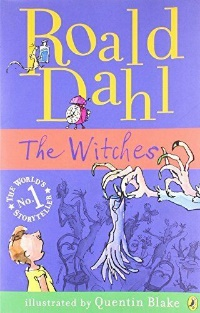 Roald
Dahl
The Witches
THE WORLD'S
No.1
STORYTELLER
illustrated by Quentin Blake